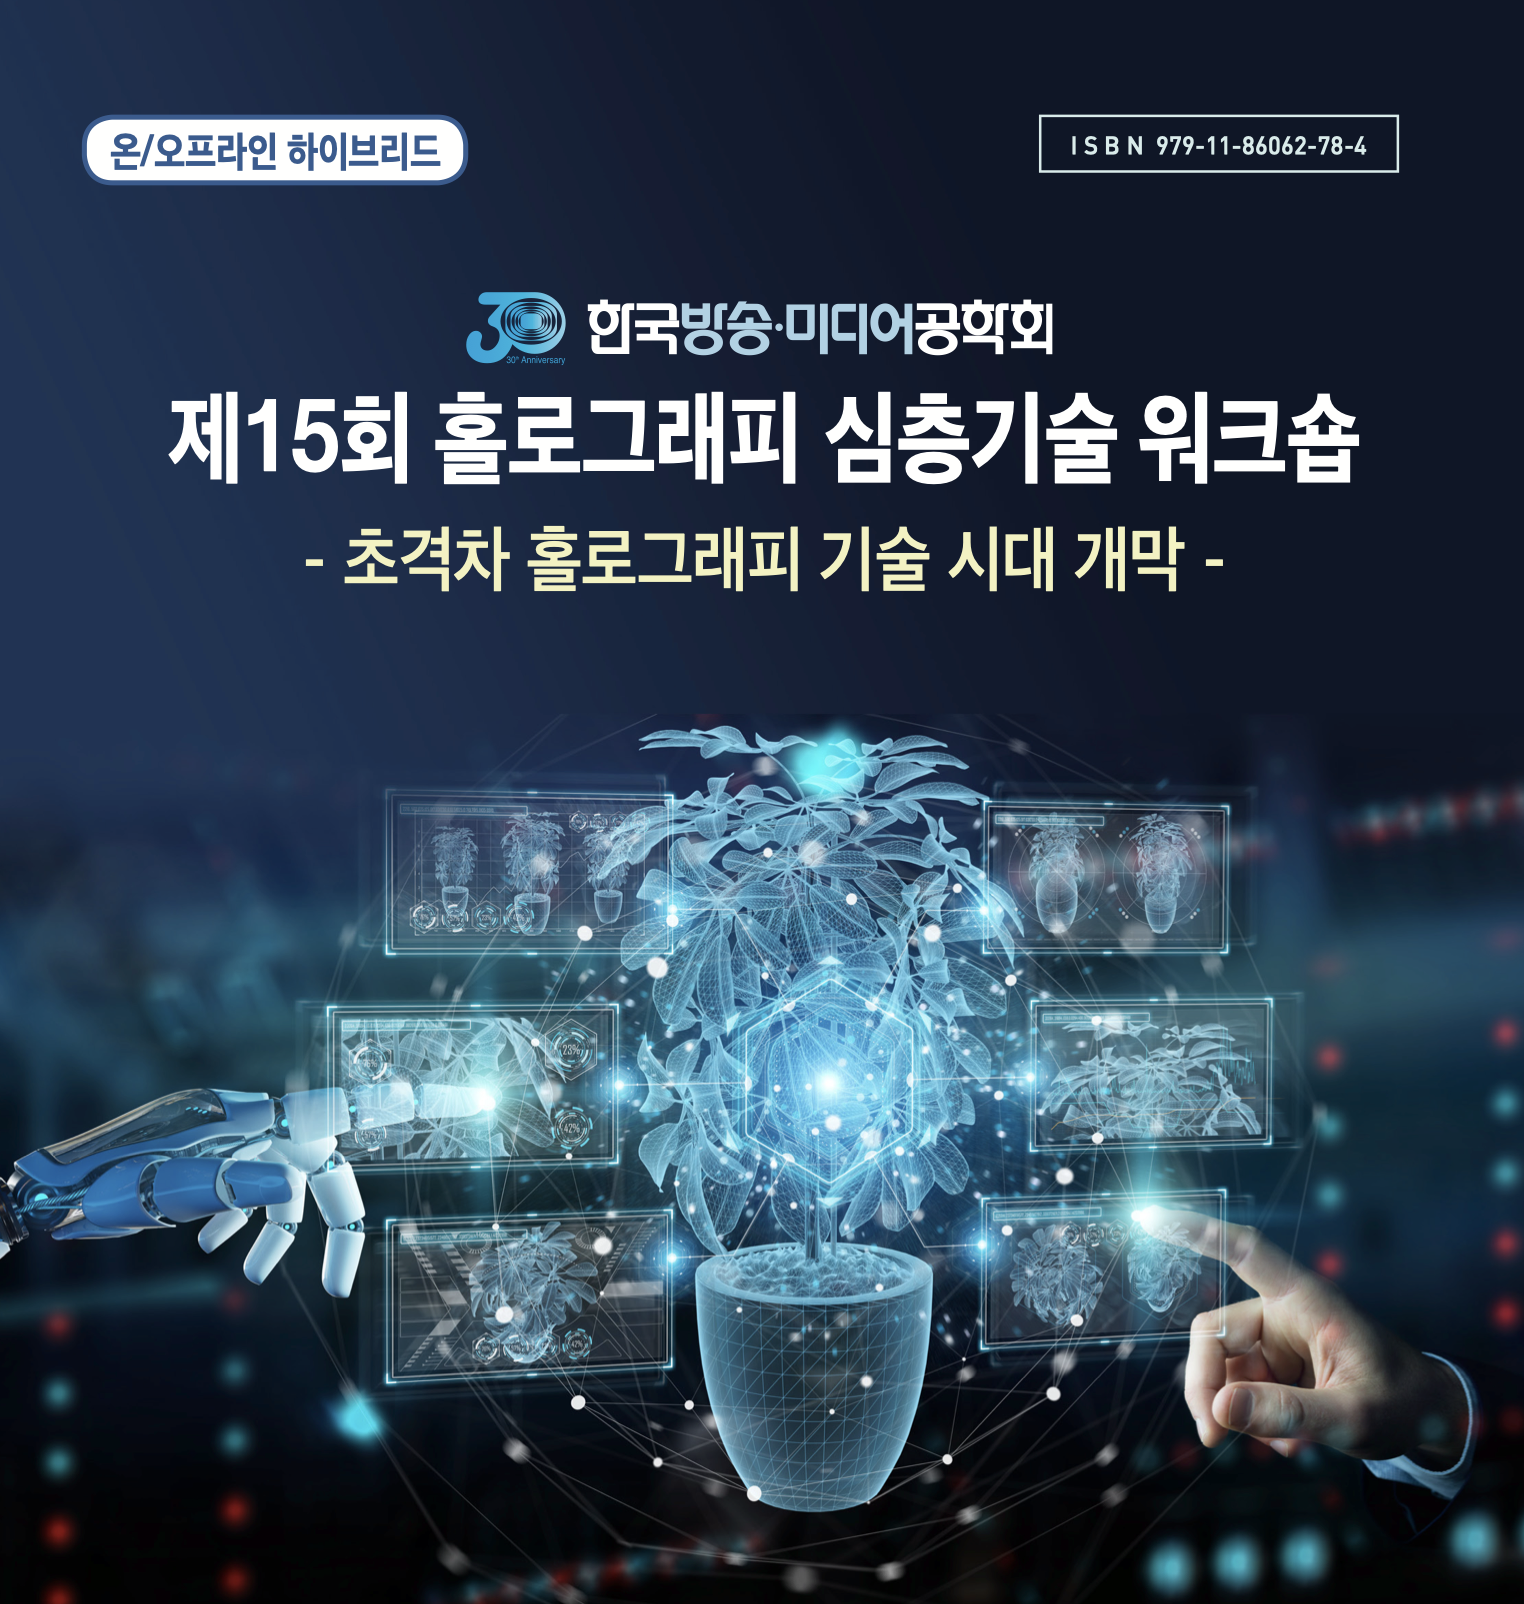 온/오프라인 하이브리드
ISBN 979-11-86062-78-4
30 한국방송·미디어공학회
30th Anniversary
제15회 홀로그래피 심층기술 워크숍
- 초격차 홀로그래피 기술 시대 개막 -
23%
42%